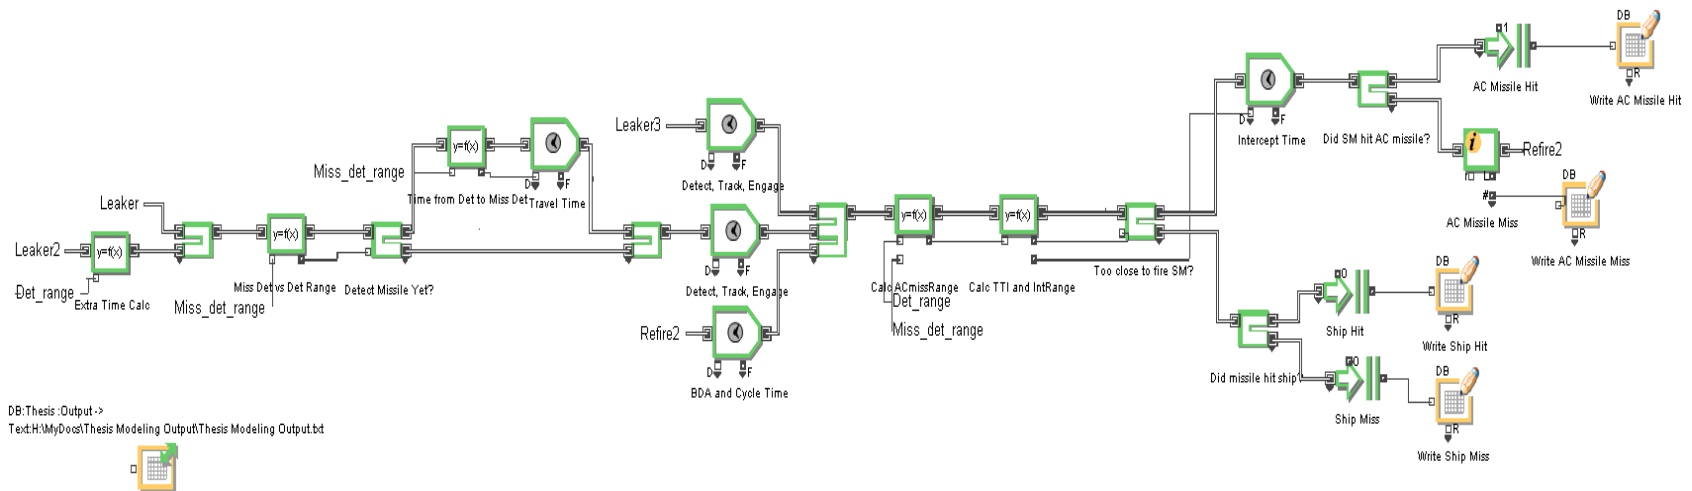 DB
1
AC Missile Hit
R
Write AC Missile Hit
D
F
Intercept Time
Did SM hit AC missile?
i
Refire2
DB
#
AC Missile Miss
R
Write AC Missile Miss
Leaker3
D
F
Detect, Track, Engage
y=f(x)
Miss_det_range
Time from Det to Miss Det
D
F
Travel Time
Leaker
Leaker2
y=f(x)
Det_range
Extra Time Calc
y=f(x)
Miss Det vs Det Range
Miss_det_range
Detect Missile Yet?
D
F
Detect, Track, Engage
y=f(x)
Calc ACmissRange
Det_range
Miss_det_range
y=f(x)
Calc TTI and IntRange
Too close to fire SM?
Refire2
D
F
BDA and Cycle Time
0
Ship Hit
DB
R
Write Ship Hit
Did missile hit ship?
0
Ship Miss
DB
R
Write Ship Miss
DB:Thesis :Output ->
Text:H:\MyDocs\Thesis Modeling Output\Thesis Modeling Output.txt